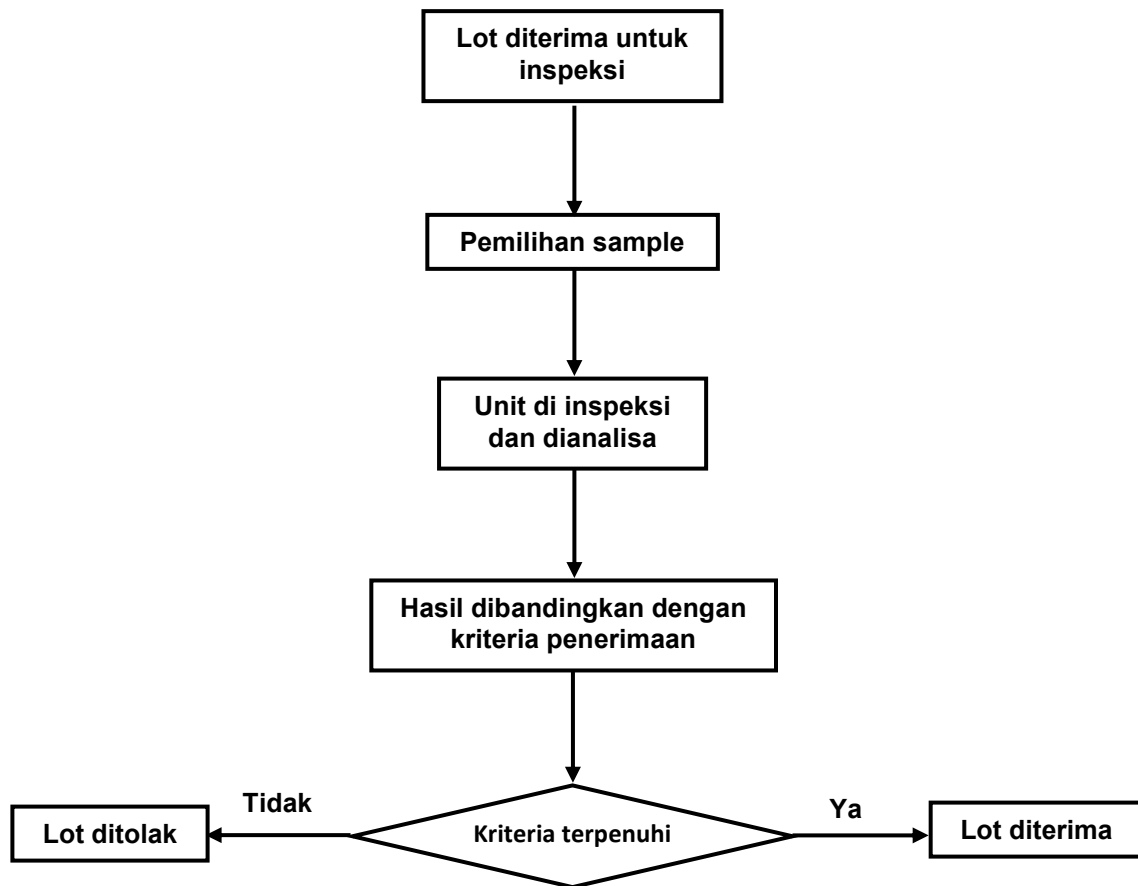 Lot diterima untuk
inspeksi
Pemilihan sample
Unit di inspeksi
dan dianalisa
Hasil dibandingkan dengan
kriteria penerimaan
Tidak
Ya
Lot ditolak
Kriteria terpenuhi
Lot diterima